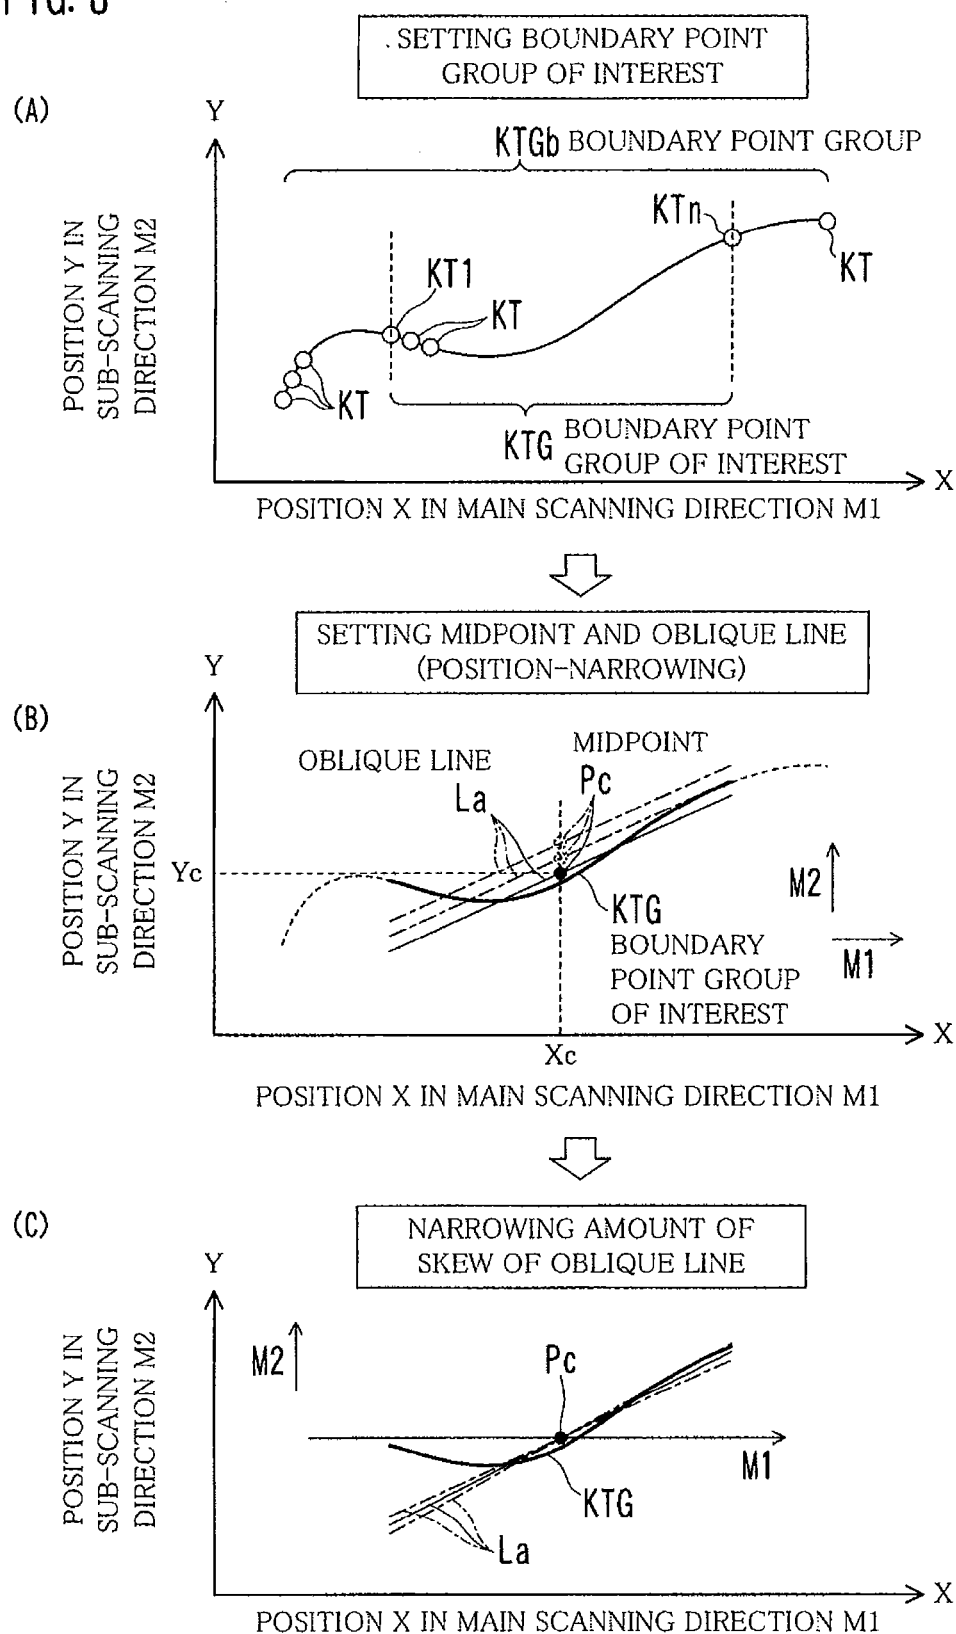 SETTING BOUNDARY POINT
GROUP OF INTEREST
(A)
Y
KTGb BOUNDARY POINT GROUP
KTn
KT
KT1
KT
KT
POSITION Y IN
SUB-SCANNING
DIRECTION M2
KTG
BOUNDARY POINT
GROUP OF INTEREST
X
POSITION X IN MAIN SCANNING DIRECTION M1
SETTING MIDPOINT AND OBLIQUE LINE
(POSITION-NARROWING)
(B)
Y
MIDPOINT
Pc
OBLIQUE LINE
La
POSITION Y IN
SUB-SCANNING
DIRECTION M2
Yc
M2
M1
KTG
BOUNDARY
POINT GROUP
OF INTEREST
X
Xc
POSITION X IN MAIN SCANNING DIRECTION M1
(C)
NARROWING AMOUNT OF
SKEW OF OBLIQUE LINE
Y
M2
Pc
M1
POSITION Y IN
SUB-SCANNING
DIRECTION M2
KTG
La
X
POSITION X IN MAIN SCANNING DIRECTION M1